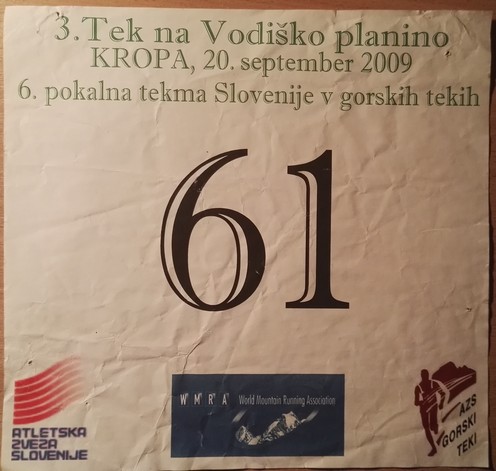 3.Tek na Vodiško planino
KROPA, 20. september 2009
6. pokalna tekma Slovenije v gorskih tekih
61
ATLETSKA
ZVEZA
SLOVENIJE
WMRA World Mountain Running Association
AZS
GORSKI
TEKI